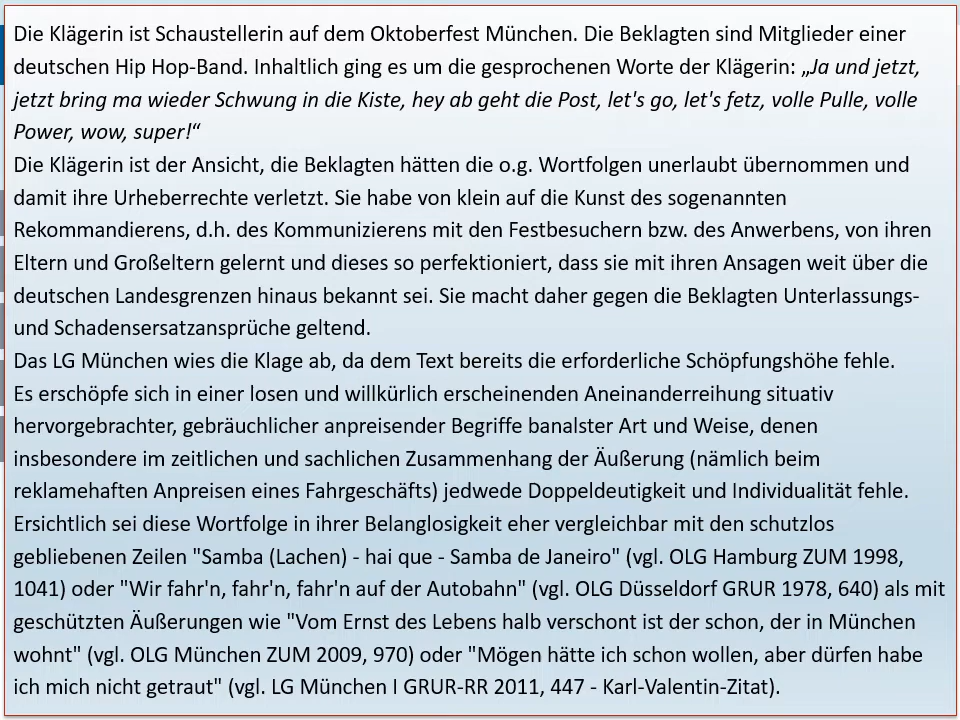 Die Klägerin ist Schaustellerin auf dem Oktoberfest München. Die Beklagten sind Mitglieder einer
deutschen Hip Hop-Band. Inhaltlich ging es um die gesprochenen Worte der Klägerin: „Ja und jetzt,
jetzt bring ma wieder Schwung in die Kiste, hey ab geht die Post, let's go, let's fetz, volle Pulle, volle
Power, wow, super!“
Die Klägerin ist der Ansicht, die Beklagten hätten die o.g. Wortfolgen unerlaubt übernommen und
damit ihre Urheberrechte verletzt. Sie habe von klein auf die Kunst des sogenannten
Rekommandierens, d.h. des Kommunizierens mit den Festbesuchern bzw. des Anwerbens, von ihren
Eltern und Großeltern gelernt und dieses so perfektioniert, dass sie mit ihren Ansagen weit über die
deutschen Landesgrenzen hinaus bekannt sei. Sie macht daher gegen die Beklagten Unterlassungs-
und Schadensersatzansprüche geltend.
Das LG München wies die Klage ab, da dem Text bereits die erforderliche Schöpfungshöhe fehle.
Es erschöpfe sich in einer losen und willkürlich erscheinenden Aneinanderreihung situativ
hervorgebrachter, gebräuchlicher anpreisender Begriffe banalster Art und Weise, denen
insbesondere im zeitlichen und sachlichen Zusammenhang der Äußerung (nämlich beim
reklamehaften Anpreisen eines Fahrgeschäfts) jedwede Doppeldeutigkeit und Individualität fehle.
Ersichtlich sei diese Wortfolge in ihrer Belanglosigkeit eher vergleichbar mit den schutzlos
gebliebenen Zeilen "Samba (Lachen) - hai que - Samba de Janeiro" (vgl. OLG Hamburg ZUM 1998,
1041) oder "Wir fahr'n, fahr'n, fahr'n auf der Autobahn" (vgl. OLG Düsseldorf GRUR 1978, 640) als mit
geschützten Äußerungen wie "Vom Ernst des Lebens halb verschont ist der schon, der in München
wohnt" (vgl. OLG München ZUM 2009, 970) oder "Mögen hätte ich schon wollen, aber dürfen habe
ich mich nicht getraut" (vgl. LG München I GRUR-RR 2011, 447 - Karl-Valentin-Zitat).